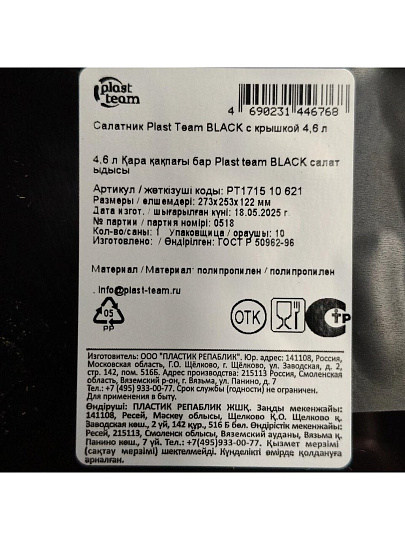 plast team
4 690231 446768
Салатник Plast Team BLACK с крышкой 4,6 л
4,6 л Қара қақпағы бар Plast team BLACK салат
ыдысы
Артикул / жеткізуші коды: PT1715 10 621
Размеры / өлшемдері: 273x253x122 мм
Дата изгот. / шығарылған күні: 18.05.2025 г
№ партии / партия нөмірі: 0518
Кол-во/саны: 1 Упаковщица / ораушы: 10
Изготовлено: / Өндірілген: ГОСТ Р 50962-96
Материал / Материал: полипропилен / полипропилен
. info@plast-team.ru
05
PP
ОТК
Изготовитель: ООО "ПЛАСТИК РЕПАБЛИК". Юр. адрес: 141108, Россия,
Московская область, Г.О. Щёлково, г. Щёлково, ул. Заводская, д. 2,
стр. 142, пом. 516Б. Адрес производства: 215113 Россия, Смоленская
область, Вяземский р-он, г. Вязьма, ул. Панино, д. 7
Тел.: +7 (495) 933-00-77. Срок службы (годности) не ограничен.
Для применения в быту.
Өндіруші: ПЛАСТИК РЕПАБЛИК ЖШҚ. Заңды мекенжайы:
141108, Ресей, Мәскеу облысы, Щелково Қ.О. Щелково қ.
Заводская көш., 2 үй, 142 құр., 516 Б бөл. Өндірістік мекенжайы:
Ресей, 215113, Смоленск облысы, Вяземский ауданы, Вязьма қ.
Панино көш., 7 үйТел.:+7(495)933-00-77. Қызмет мерзімі
(сақтау мерзімі) шектелмейді. Күнделікті өмірде қолдануға
арналған.